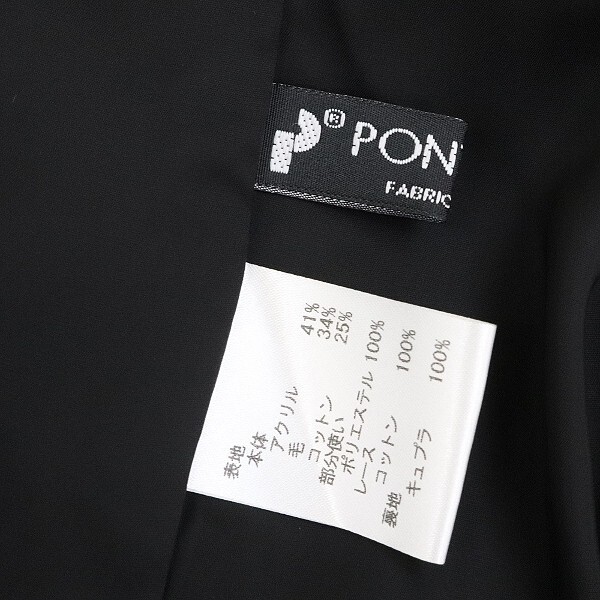 P® PON
FABRIC
表地
本体
アクリル 41%
毛 34%
コットン 25%
部分使い
ポリエステル 100%
レース
コットン 100%
裏地
キュプラ 100%